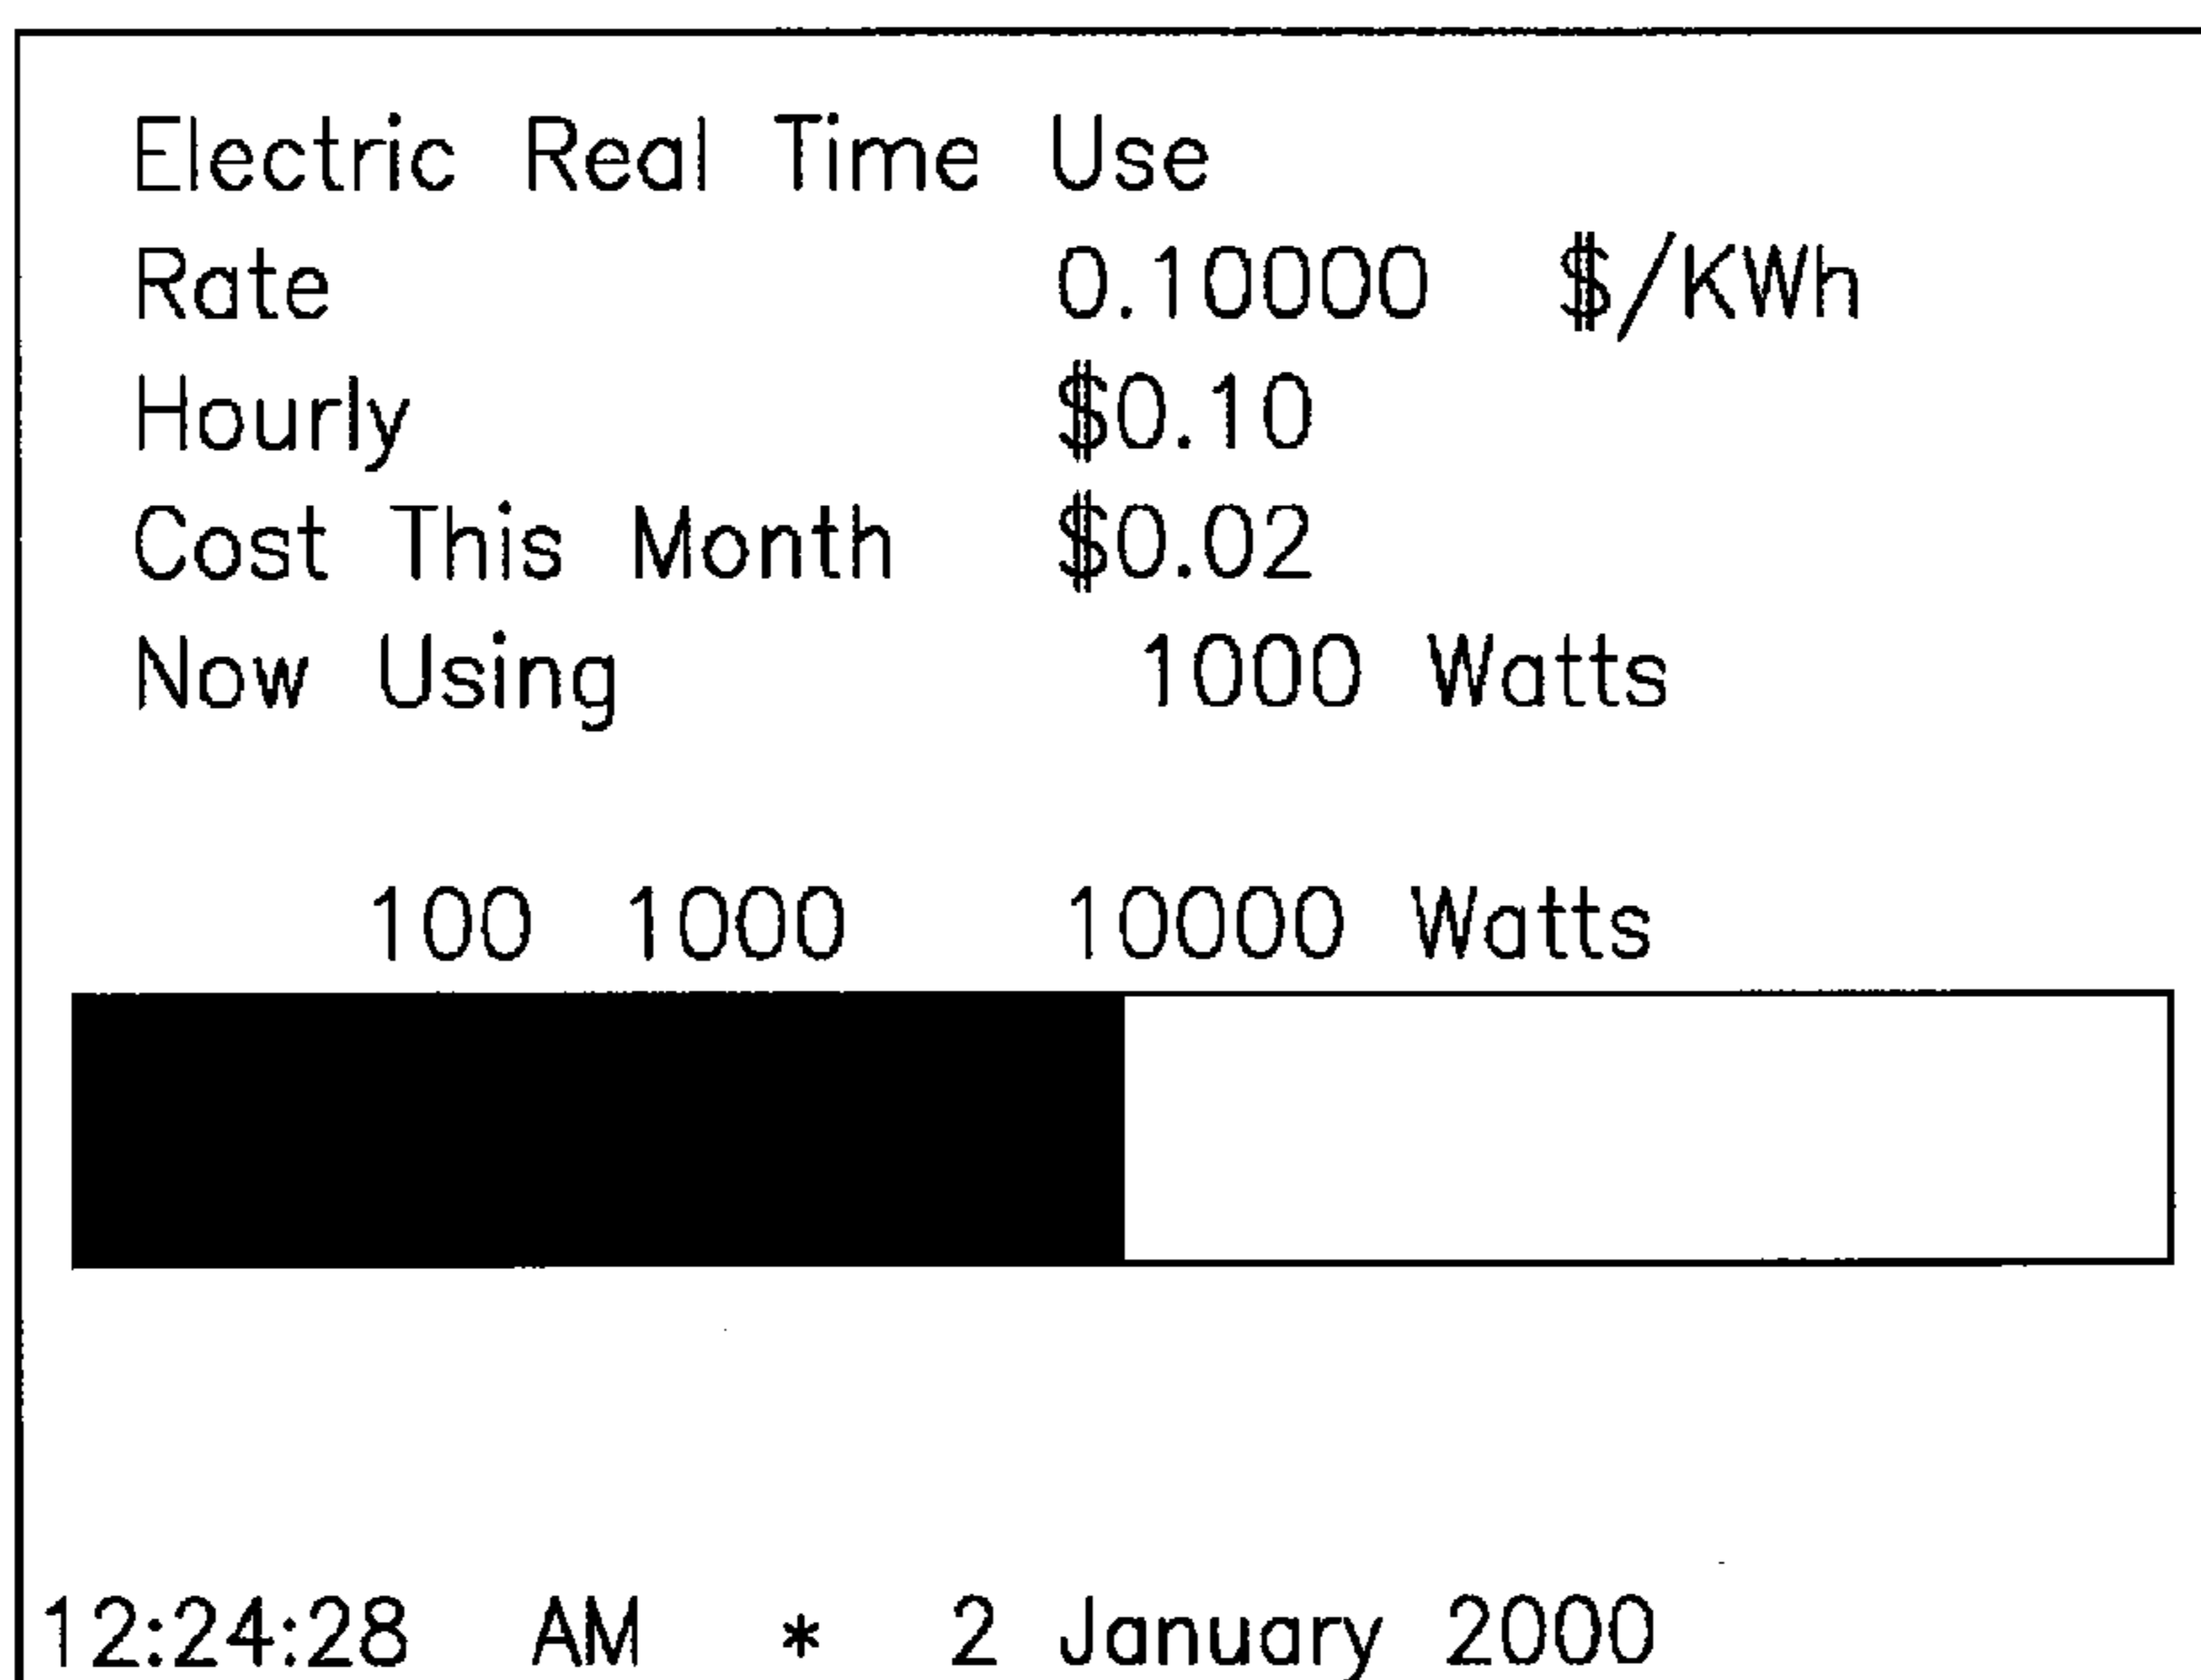 Electric Real Time Use
Rate 0.10000 $/KWh
Hourly $0.10
Cost This Month $0.02
Now Using 1000 Watts
100 1000 10000 Watts
12:24:28 AM * 2 January 2000